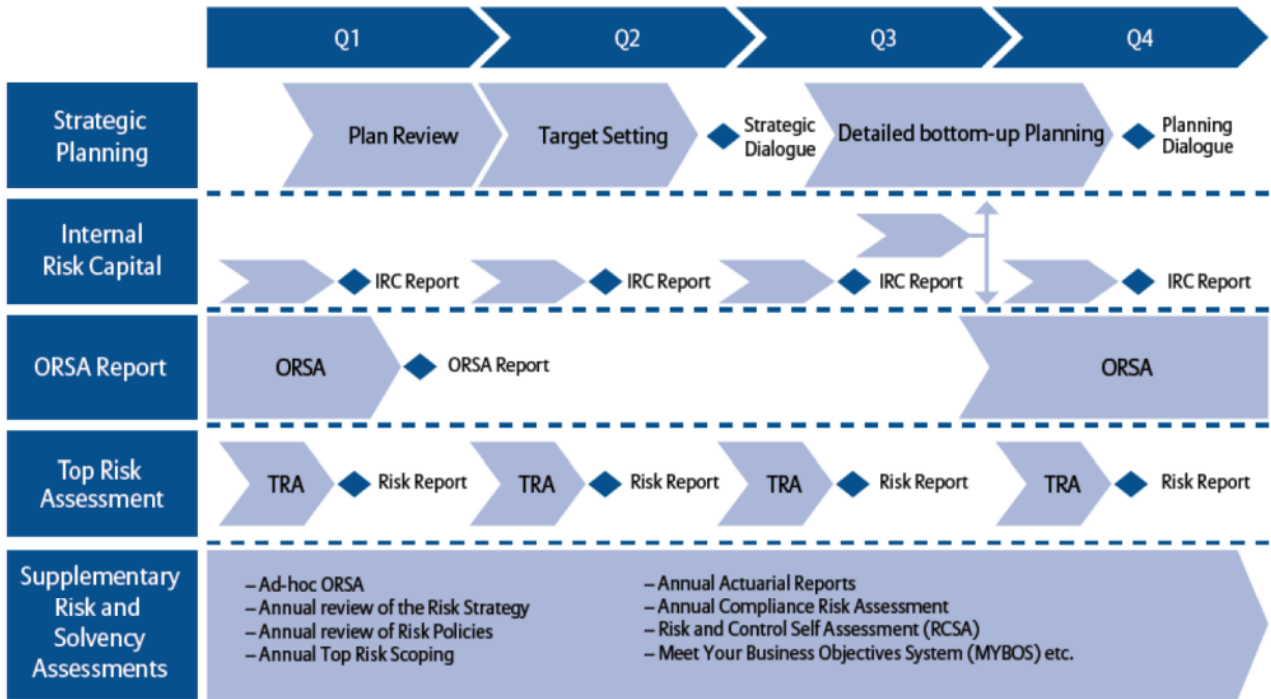 Q1
Q2
Q3
Q4
Strategic
Planning
Plan Review
Target Setting
Strategic
Dialogue
Detailed bottom-up Planning
Planning
Dialogue
Internal
Risk Capital
IRC Report
IRC Report
IRC Report
IRC Report
ORSA Report
ORSA
ORSA Report
ORSA
Top Risk
Assessment
TRA
Risk Report
TRA
Risk Report
TRA
Risk Report
TRA
Risk Report
Supplementary
Risk and
Solvency
Assessments
– Ad-hoc ORSA
– Annual review of the Risk Strategy
– Annual review of Risk Policies
– Annual Top Risk Scoping
– Annual Actuarial Reports
– Annual Compliance Risk Assessment
– Risk and Control Self Assessment (RCSA)
– Meet Your Business Objectives System (MYBOS) etc.